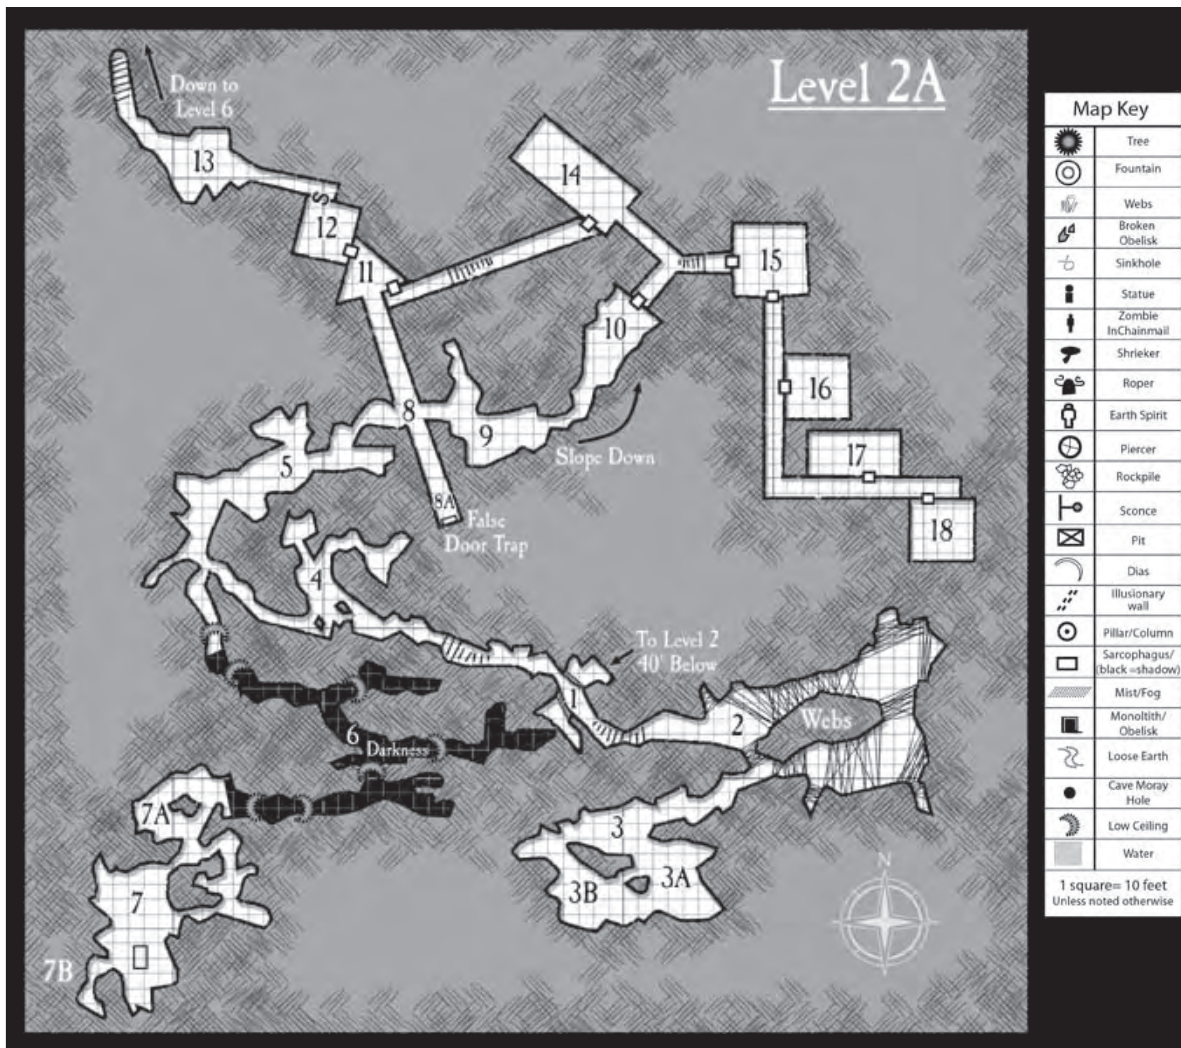 Level 2A
Down to
Level 6
13
14
12
11
15
10
16
8
9
Slope Down
5
17
8A
False
Door Trap
18
4
To Level 2
40' Below
1
2
Webs
6
Darkness
7A
3
3B
3A
7
7B
N
S
Map Key
Tree
Fountain
Webs
Broken
Obelisk
Sinkhole
Statue
Zombie
InChainmail
Shrieker
Roper
Earth Spirit
Piercer
Rockpile
Sconce
Pit
Dias
Illusionary
wall
Pillar/Column
Sarcophagus/
(black =shadow)
Mist/Fog
Monoltith/
Obelisk
Loose Earth
Cave Moray
Hole
Low Ceiling
Water
1 square= 10 feet
Unless noted otherwise